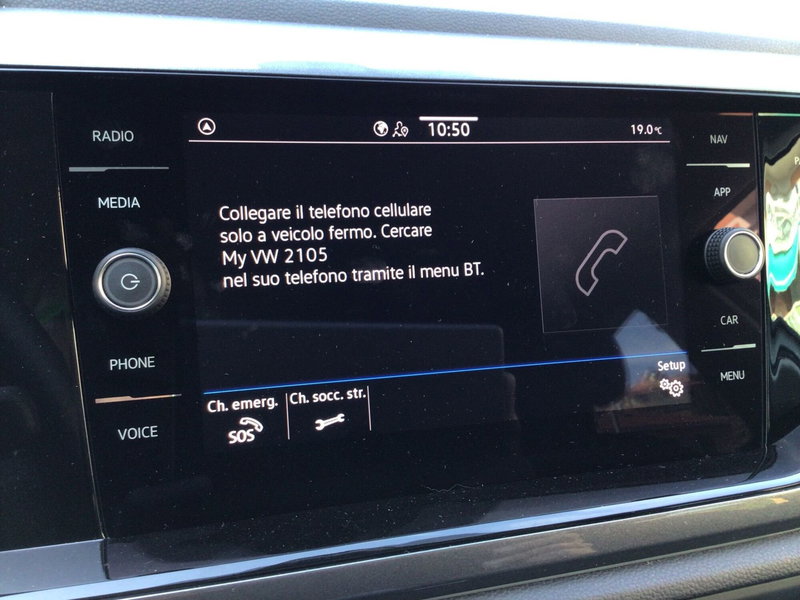 RADIO
MEDIA
PHONE
VOICE
10:50
19.0°C
Collegare il telefono cellulare
solo a veicolo fermo. Cercare
My VW 2105
nel suo telefono tramite il menu BT.
Ch. emerg.
SOS
Ch. socc. str.
Setup
NAV
APP
CAR
MENU